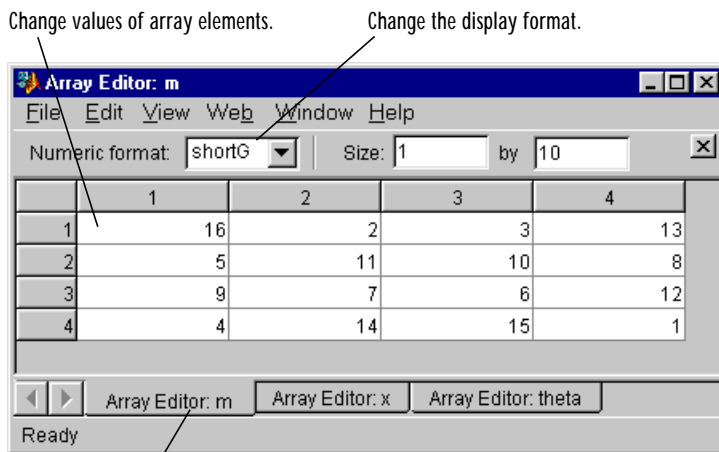 Change values of array elements. Change the display format.
Array Editor: m
File Edit View Web Window Help
Numeric format: shortG Size: 1 by 10
1 2 3 4
1 16 2 3 13
2 5 11 10 8
3 9 7 6 12
4 4 14 15 1
Array Editor: m Array Editor: x Array Editor: theta
Ready